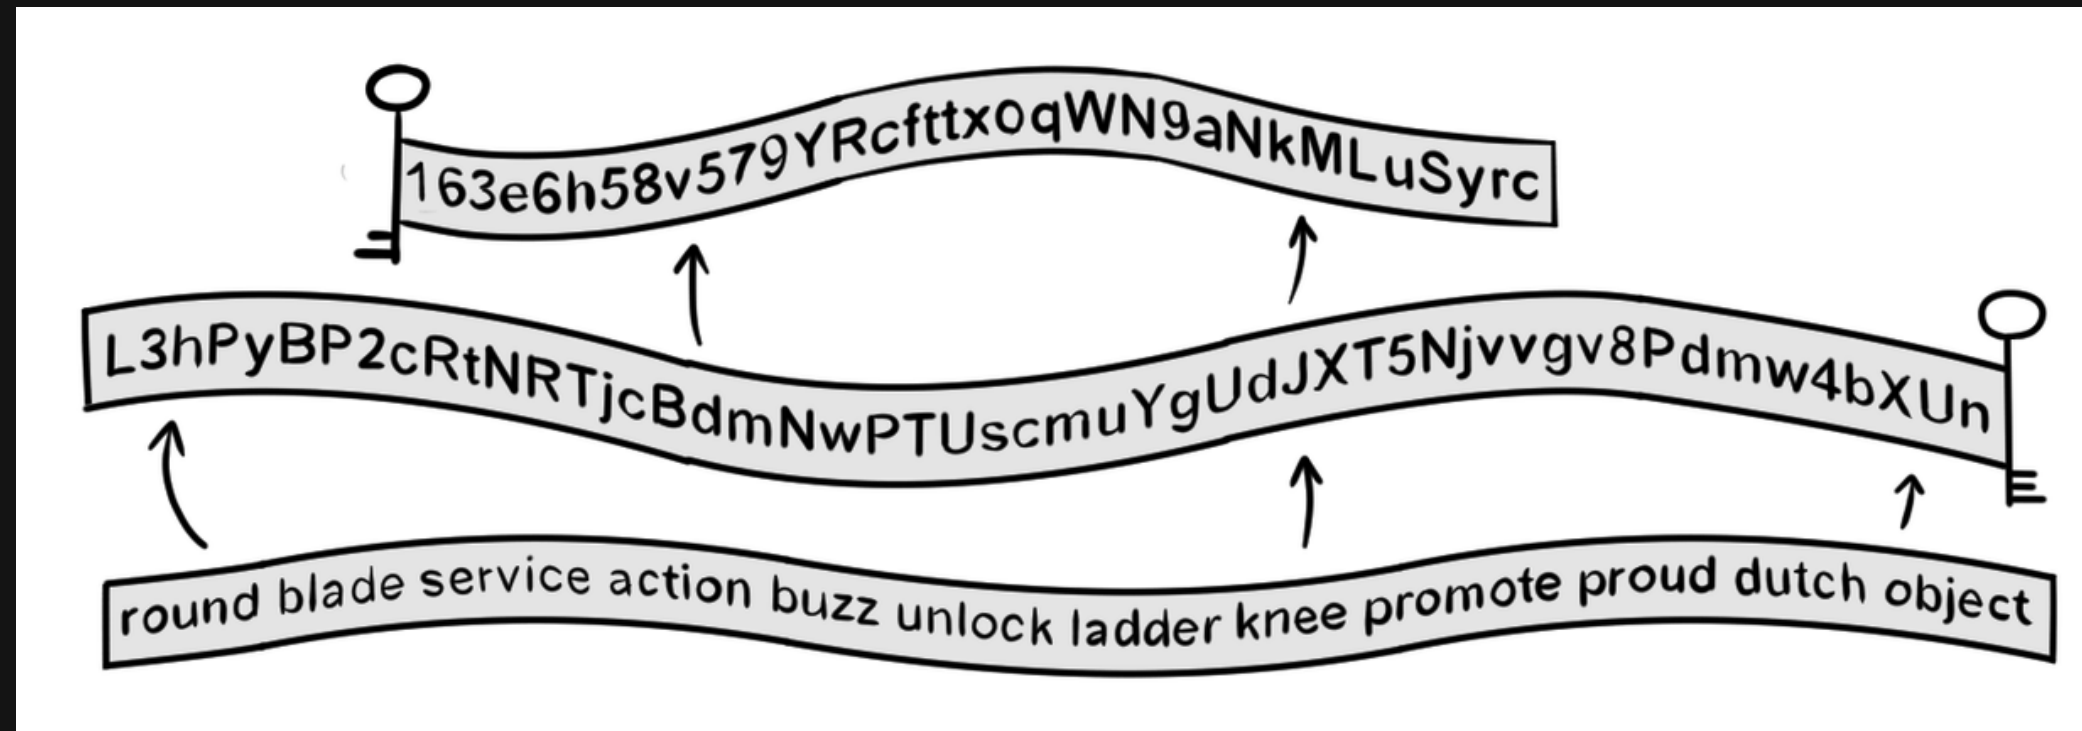 163e6h58v579YRcfttxoqWN9aNkMLuSyrc
L3hPyBP2cRtNRTjcBdmNwPTUscmuYgUdJXT5Njvvgv8Pdmw4bXUn
round blade service action buzz unlock ladder knee promote proud dutch object